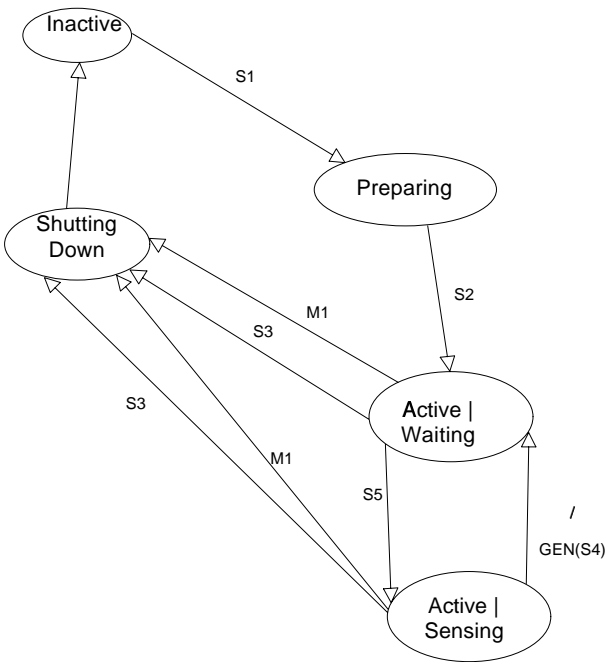 Inactive
S1
Preparing
Shutting
Down
S2
M1
S3
S3
Active |
Waiting
M1
S5
/
GEN(S4)
Active |
Sensing